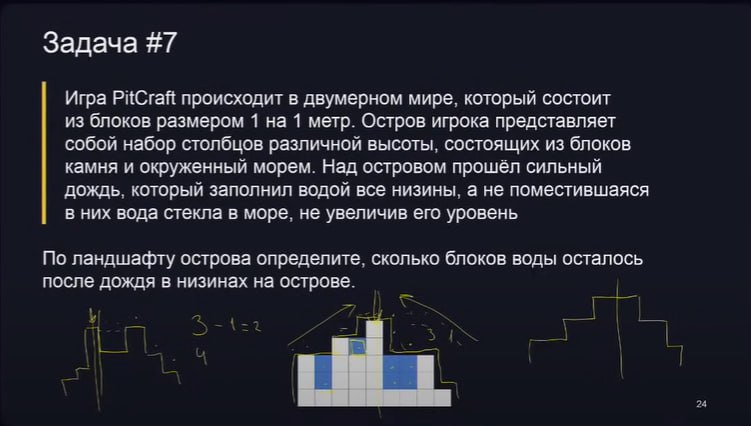 Задача #7
Игра PitCraft происходит в двумерном мире, который состоит
из блоков размером 1 на 1 метр. Остров игрока представляет
собой набор столбцов различной высоты, состоящих из блоков
камня и окруженный морем. Над островом прошёл сильный
дождь, который заполнил водой все низины, а не поместившаяся
в них вода стекла в море, не увеличив его уровень
По ландшафту острова определите, сколько блоков воды осталось
после дождя в низинах на острове.
3 - 1 = 2
4
3
24